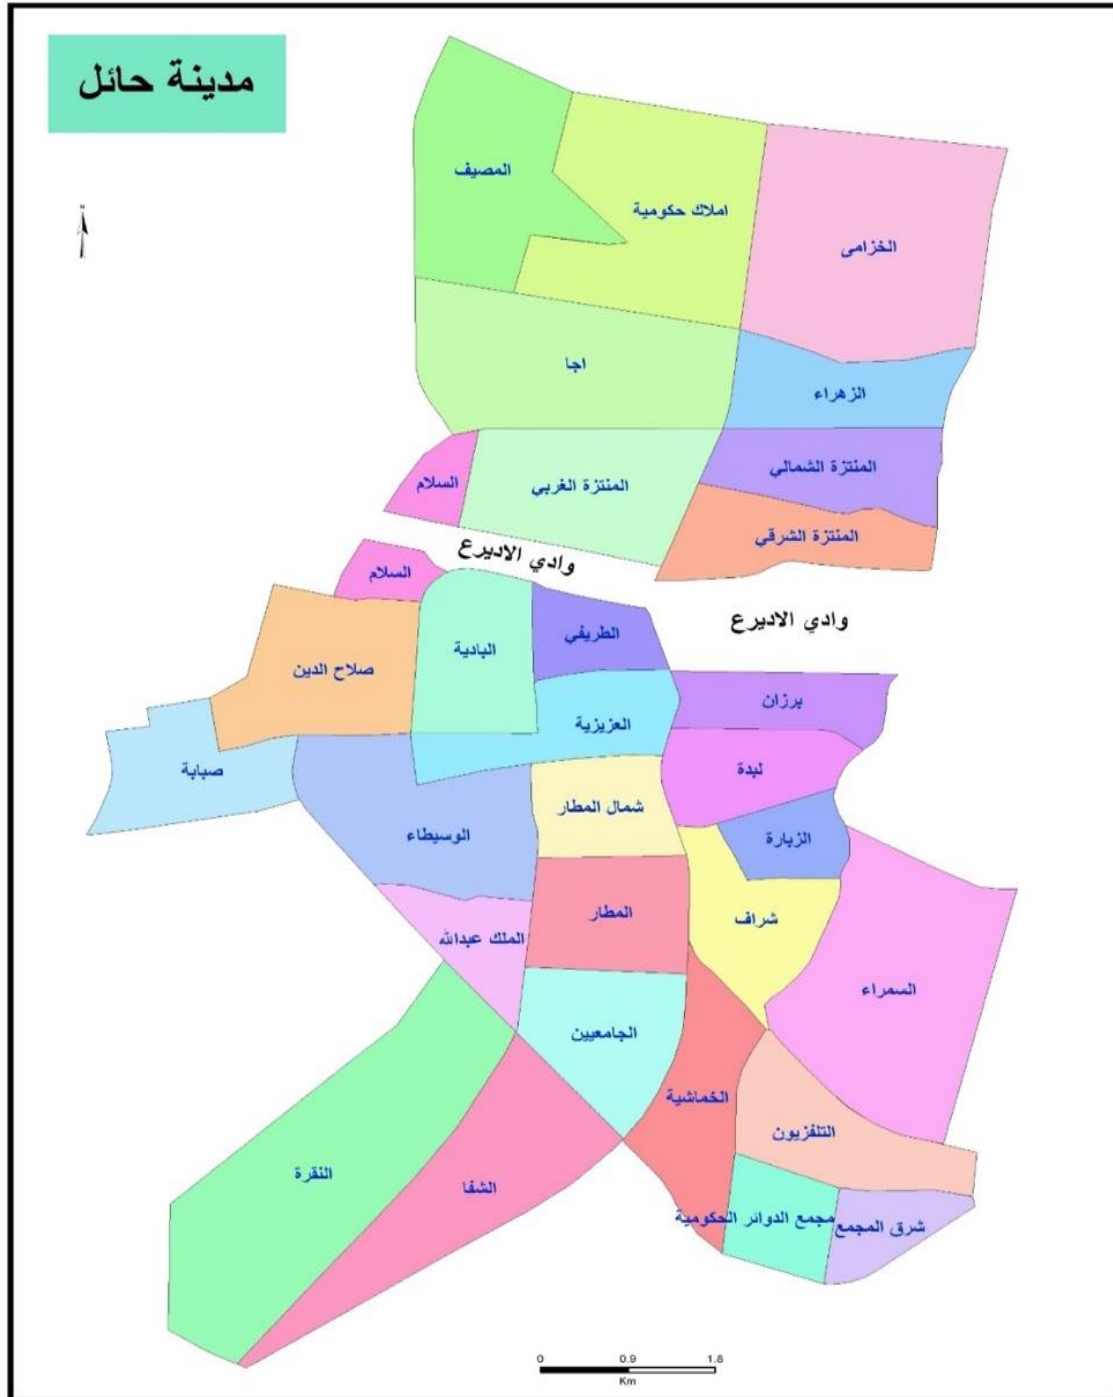 مدينة حائل
N
المصيف
املاك حكومية
الخزامى
اجا
الزهراء
المنتزة الشمالي
السلام
المنتزة الغربي
المنتزة الشرقي
وادي الاديرع
السلام
وادي الاديرع
الطريفي
البادية
صلاح الدين
برزان
العزيزية
صبابة
لبدة
شمال المطار
الوسيطاء
الزبارة
المطار
شراف
الملك عبدالله
السمراء
الجامعيين
الخماشية
التلفزيون
النقرة
الشفا
مجمع الدوائر الحكومية
شرق المجمع
0 0.9 1.8
Km